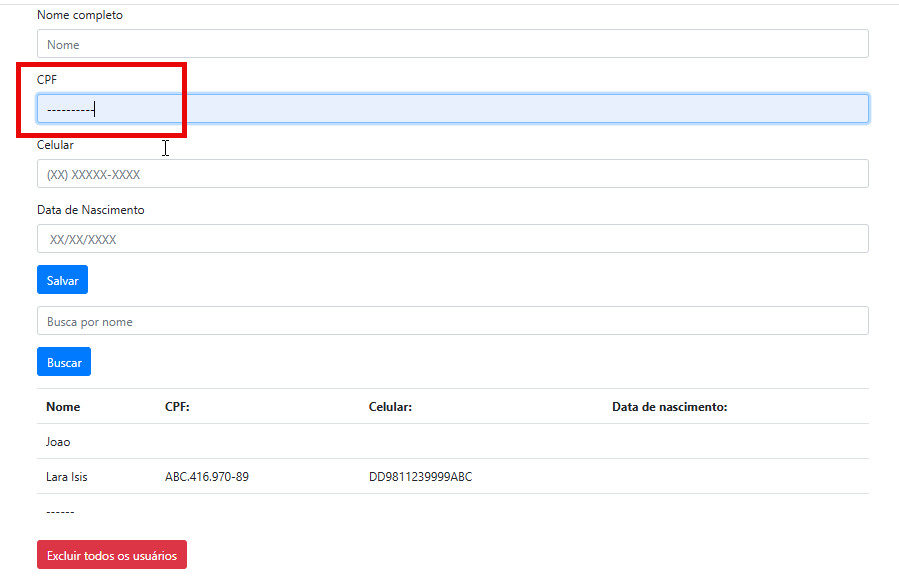 Nome completo
Nome
CPF
----------
Celular
(XX) XXXXX-XXXX
Data de Nascimento
XX/XX/XXXX
Salvar
Busca por nome
Buscar
Nome CPF: Celular: Data de nascimento:
Joao
Lara Isis ABC.416.970-89 DD9811239999ABC
------
Excluir todos os usuários